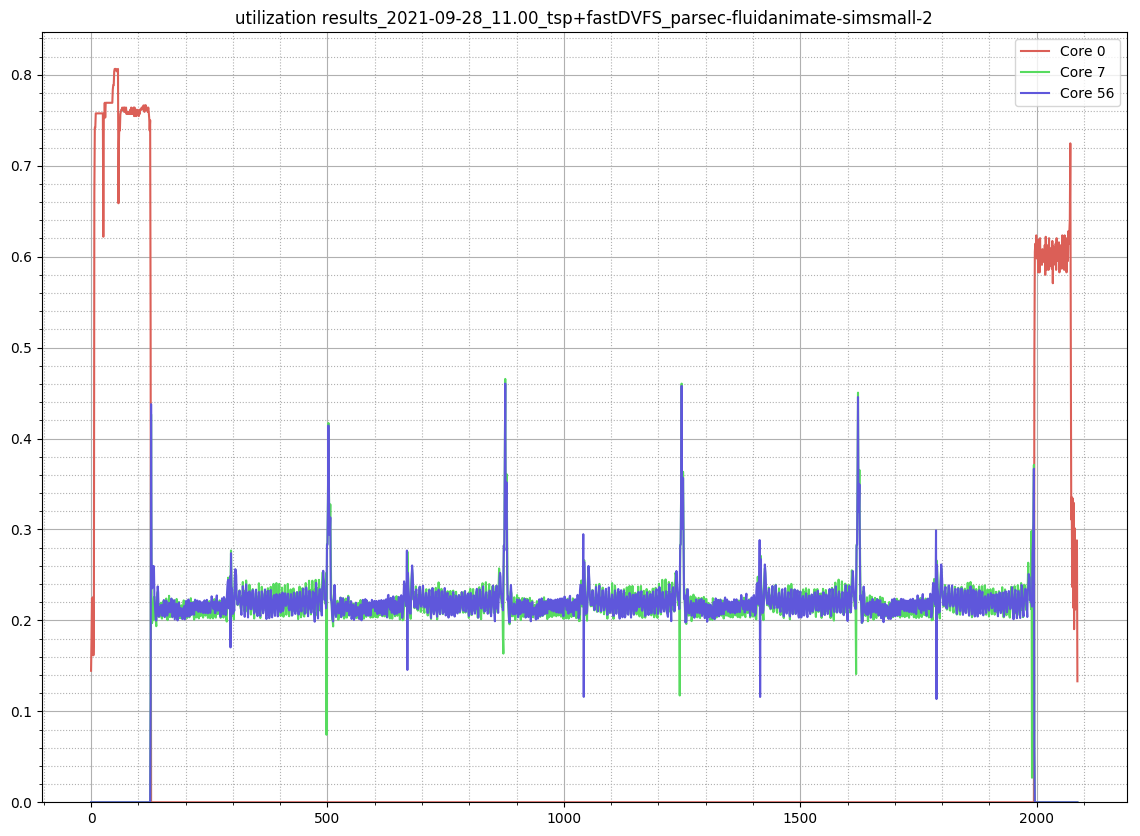 utilization results_2021-09-28_11.00_tsp+fastDVFS_parsec-fluidanimate-simsmall-2
Core 0
Core 7
Core 56
0.8
0.7
0.6
0.5
0.4
0.3
0.2
0.1
0.0
0 500 1000 1500 2000